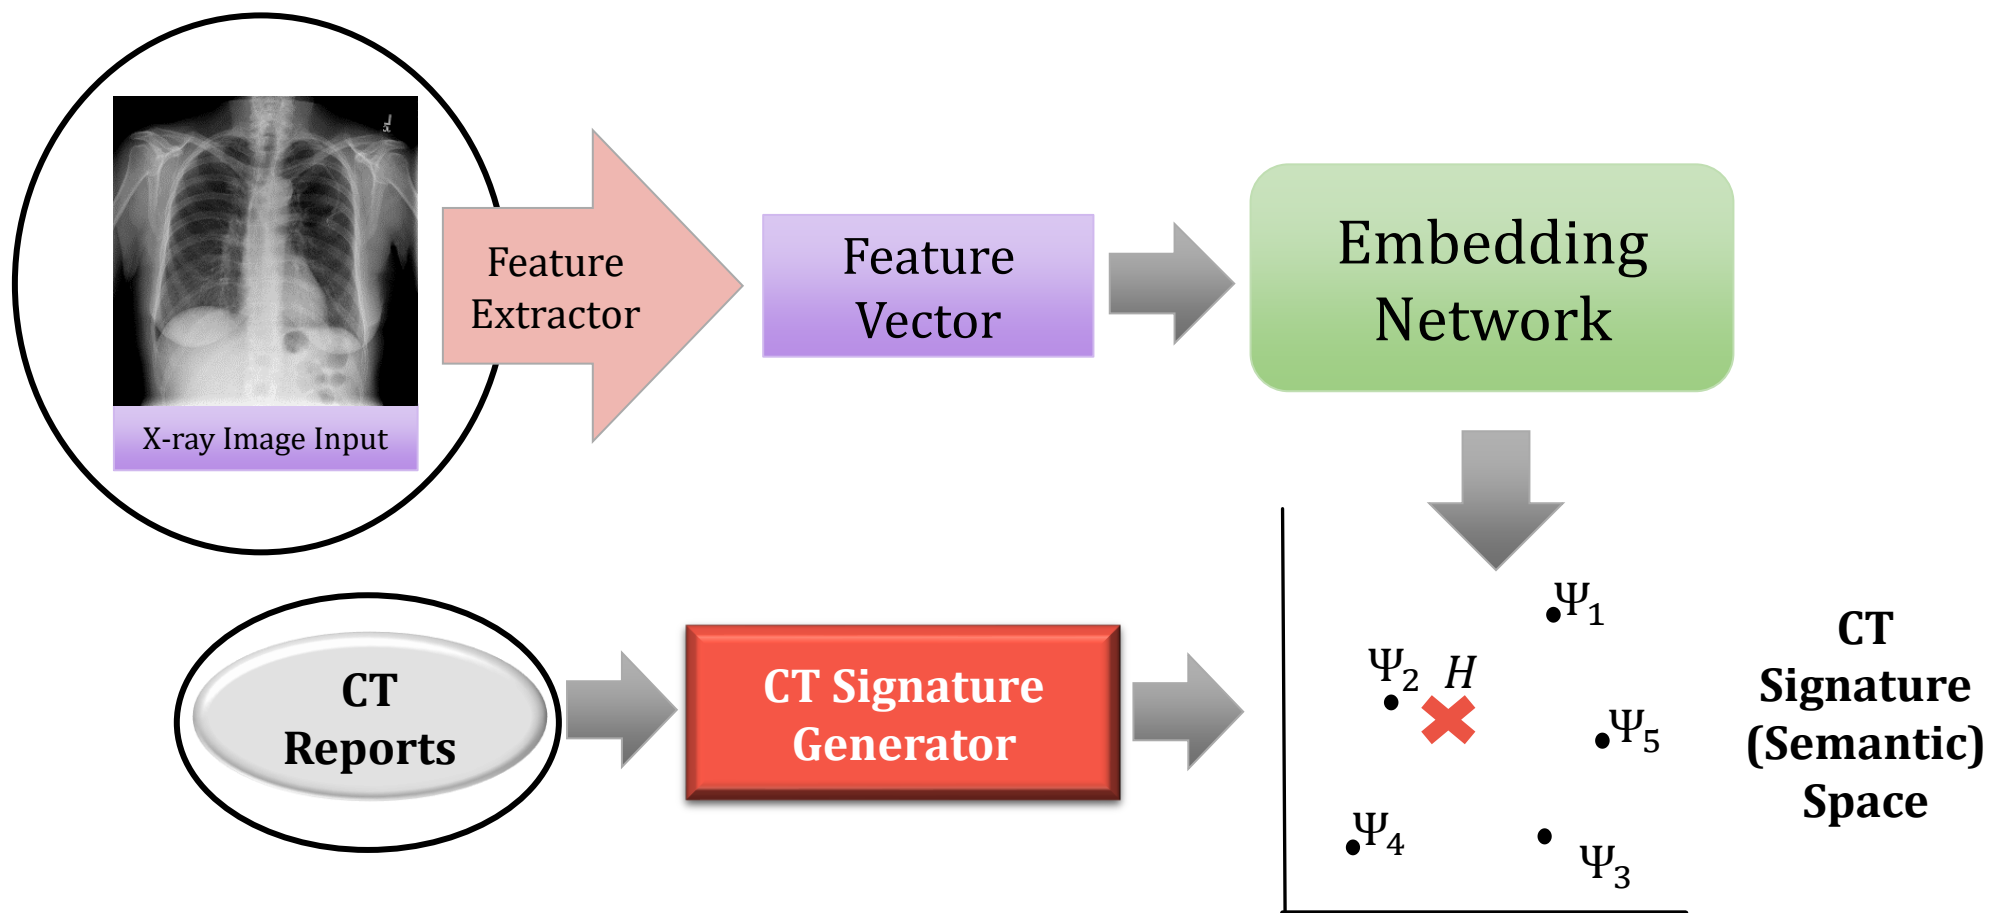 X-ray Image Input
Feature
Extractor
Feature
Vector
Embedding
Network
CT
Reports
CT Signature
Generator
Ψ1
Ψ2
H
Ψ5
Ψ4
Ψ3
CT
Signature
(Semantic)
Space